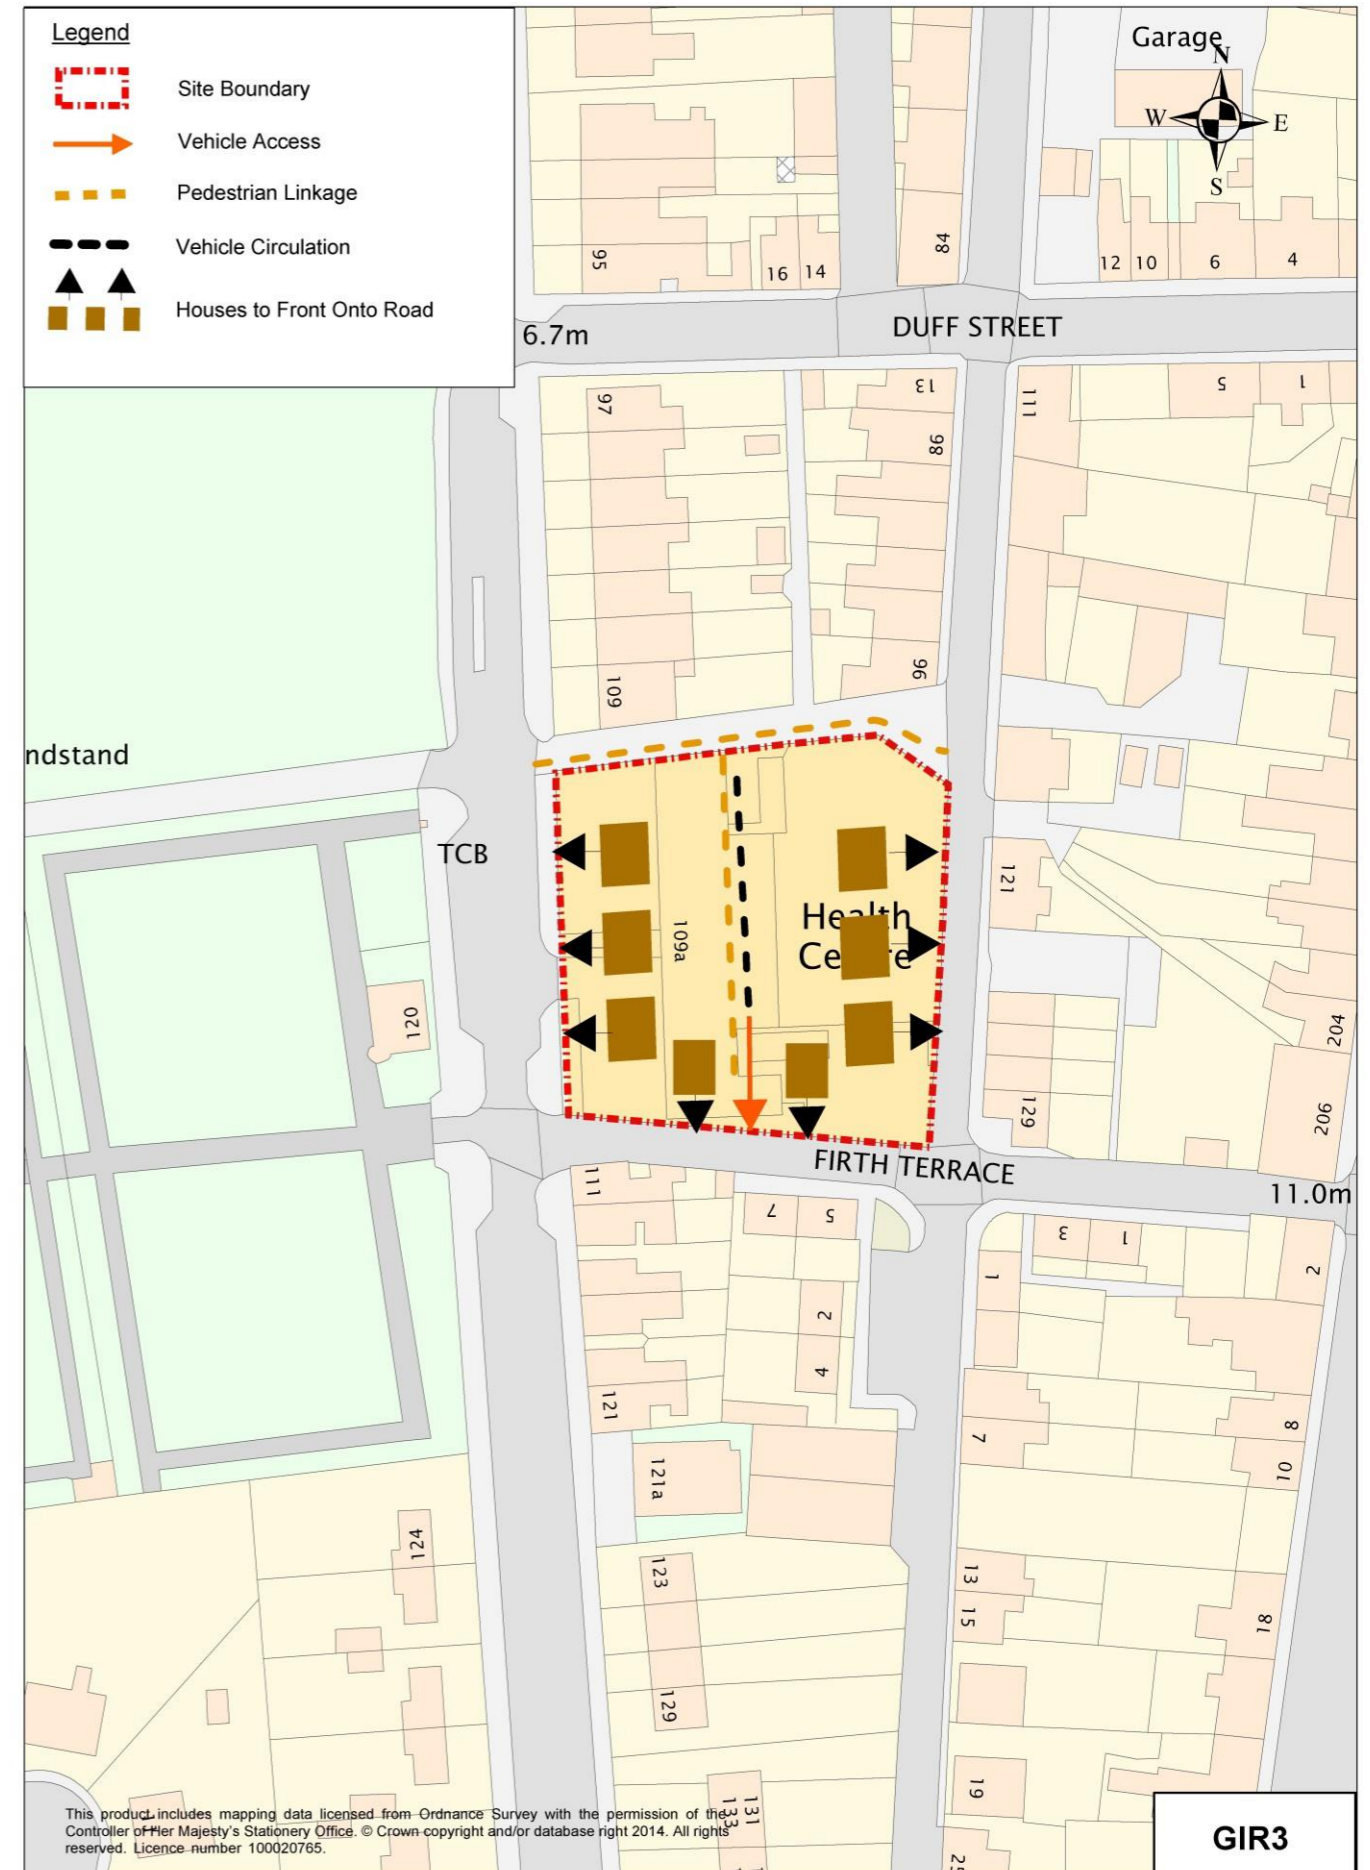 Legend
Site Boundary
Vehicle Access
Pedestrian Linkage
Vehicle Circulation
Houses to Front Onto Road
Garage
N
W E
S
95
16 14
84
12 10 6 4
6.7m
DUFF STREET
97
13
86
111
5
1
109
96
ndstand
TCB
109a
Health
Centre
121
120
204
129
206
FIRTH TERRACE
11.0m
111
7 5
3 1
2
1
2
4
121
7
8
10
121a
124
123
13
15
18
129
19
131
133
25
This product includes mapping data licensed from Ordnance Survey with the permission of the
Controller of Her Majesty's Stationery Office. © Crown copyright and/or database right 2014. All rights
reserved. Licence number 100020765.
GIR3